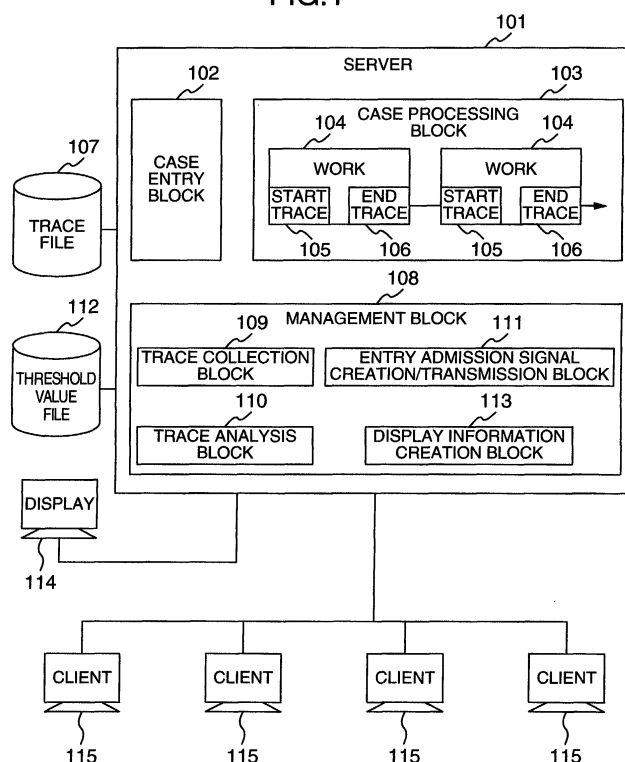 FIG.1
101
SERVER
102
CASE
ENTRY
BLOCK
103
CASE PROCESSING
BLOCK
104
WORK
START
TRACE
END
TRACE
105
106
104
WORK
START
TRACE
END
TRACE
105
106
107
TRACE
FILE
112
THRESHOLD
VALUE
FILE
108
MANAGEMENT BLOCK
109
TRACE COLLECTION
BLOCK
111
ENTRY ADMISSION SIGNAL
CREATION/TRANSMISSION BLOCK
110
TRACE ANALYSIS
BLOCK
113
DISPLAY INFORMATION
CREATION BLOCK
DISPLAY
114
CLIENT
115
CLIENT
115
CLIENT
115
CLIENT
115